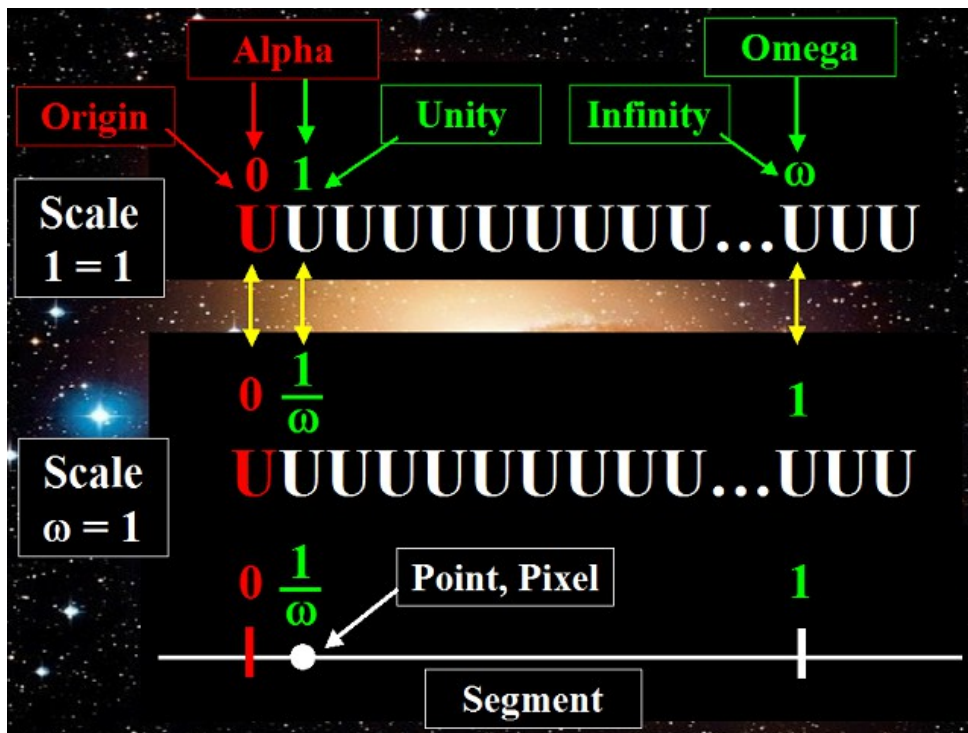 Alpha
Omega
Origin
Unity
Infinity
0 1 ω
Scale
1 = 1
UUUUUUUUUU…UUU
0 1/ω 1
Scale
ω = 1
UUUUUUUUUU…UUU
0 1/ω 1
Point, Pixel
Segment